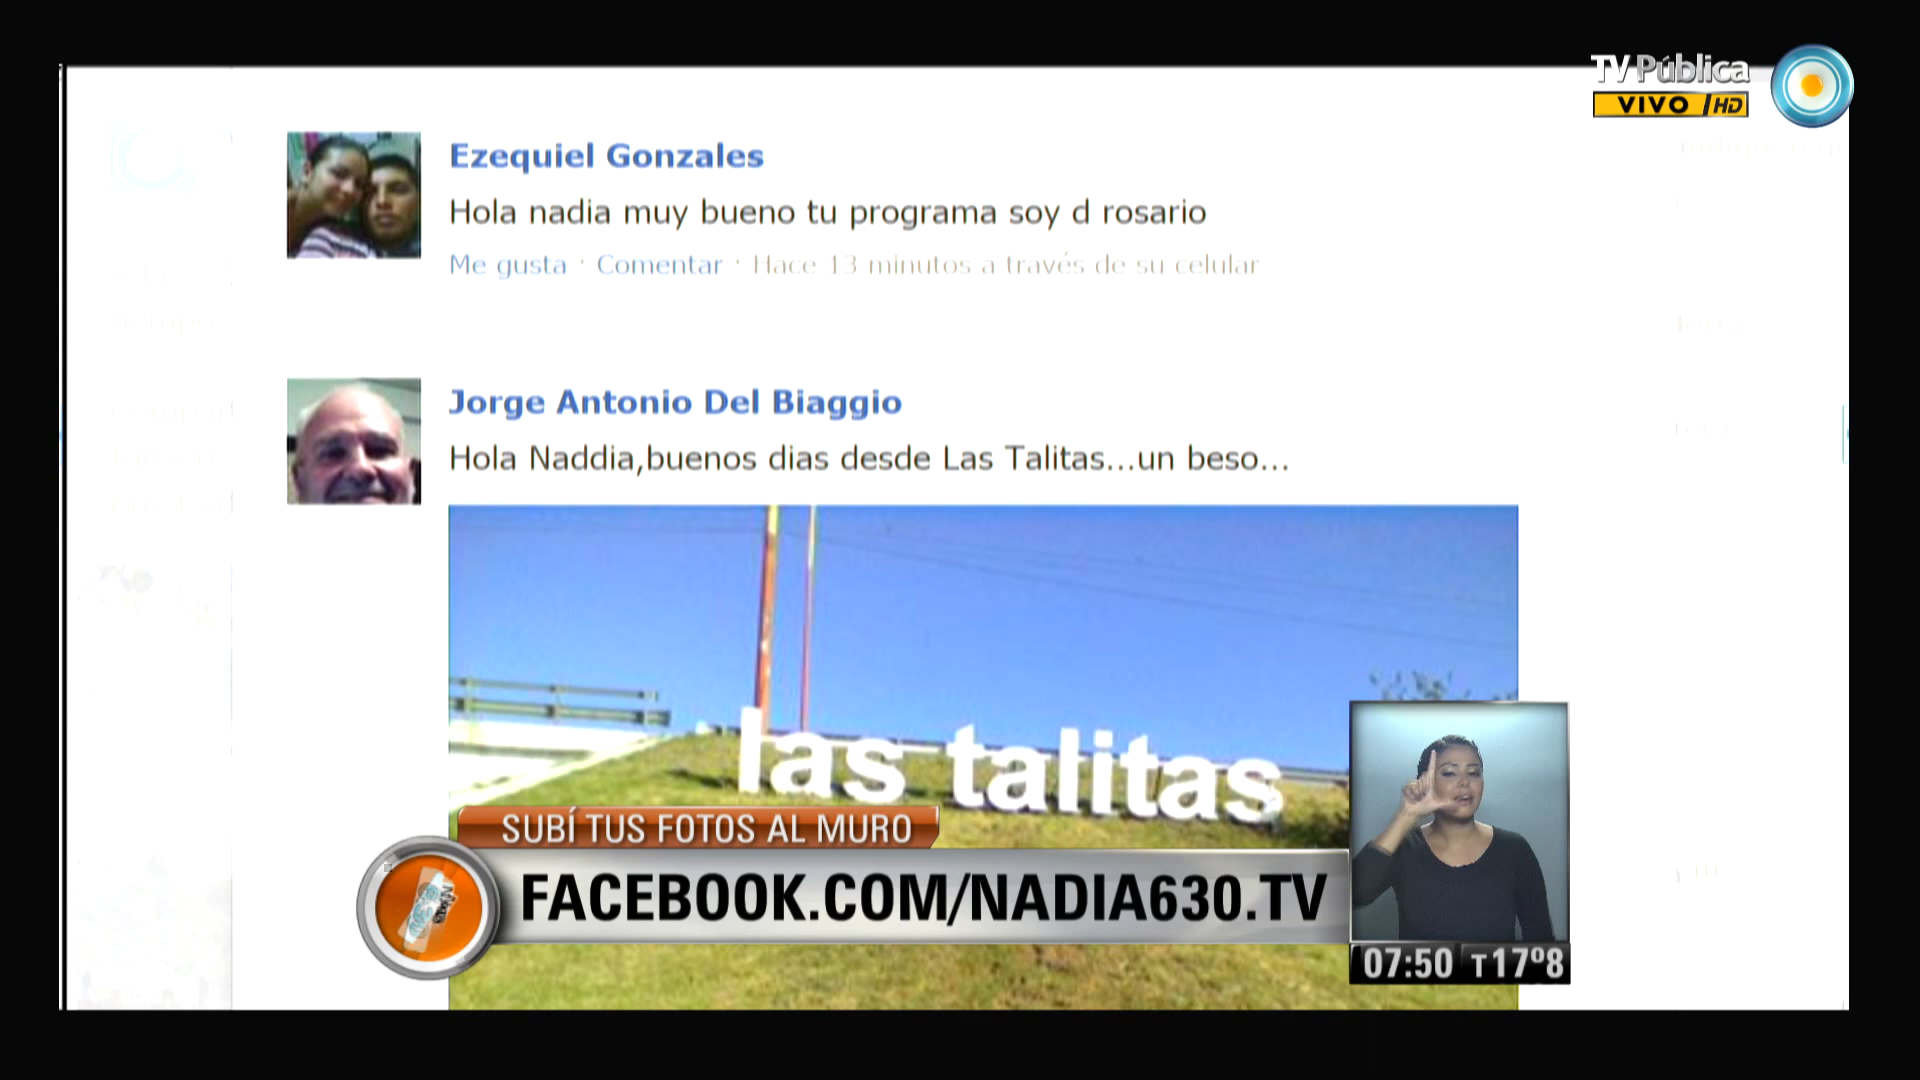 TV Pública
VIVO HD
Ezequiel Gonzales
Hola nadia muy bueno tu programa soy d rosario
Me gusta · Comentar · Hace 13 minutos a través de su celular
Jorge Antonio Del Biaggio
Hola Naddia,buenos dias desde Las Talitas...un beso...
las talitas
SUBÍ TUS FOTOS AL MURO
FACEBOOK.COM/NADIA630.TV
07:50 T17º8